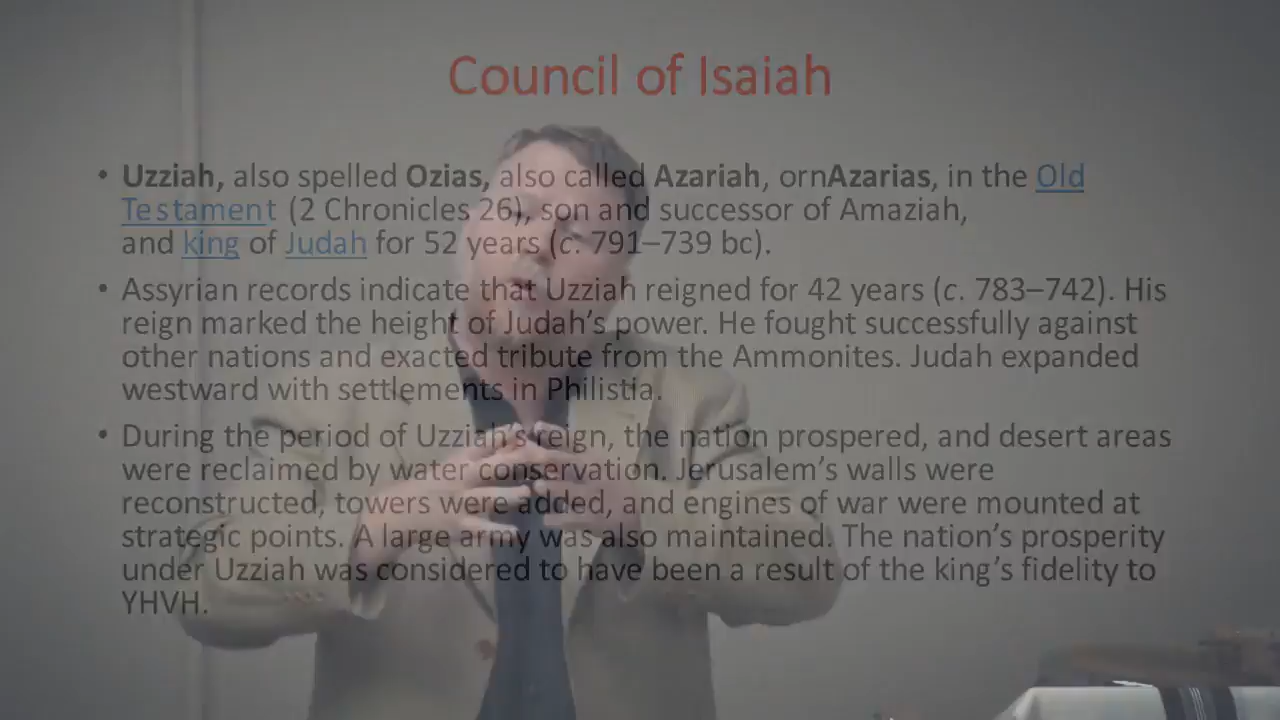 Council of Isaiah
• Uzziah, also spelled Ozias, also called Azariah, ornAzarias, in the Old
Testament (2 Chronicles 26), son and successor of Amaziah,
and king of Judah for 52 years (c. 791–739 bc).
• Assyrian records indicate that Uzziah reigned for 42 years (c. 783–742). His
reign marked the height of Judah’s power. He fought successfully against
other nations and exacted tribute from the Ammonites. Judah expanded
westward with settlements in Philistia.
• During the period of Uzziah’s reign, the nation prospered, and desert areas
were reclaimed by water conservation. Jerusalem’s walls were
reconstructed, towers were added, and engines of war were mounted at
strategic points. A large army was also maintained. The nation’s prosperity
under Uzziah was considered to have been a result of the king’s fidelity to
YHVH.